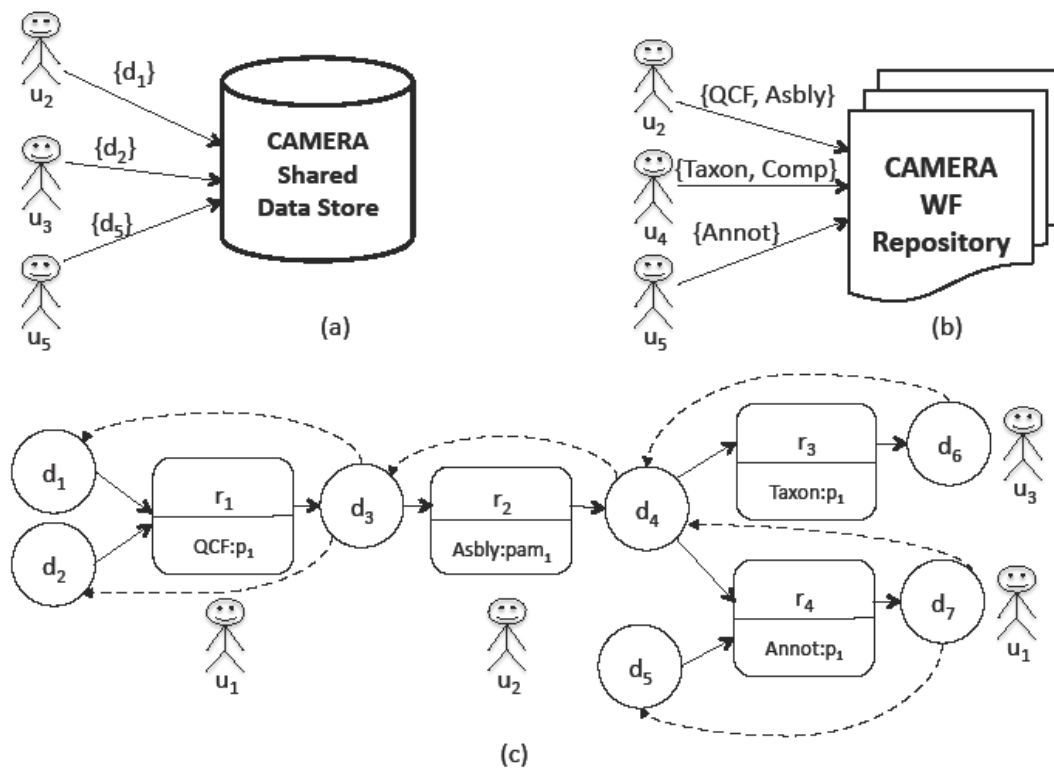 u2
{d1}
u3
{d2}
u5
{d5}
CAMERA
Shared
Data Store
(a)
u2
{QCF, Asbly}
u4
{Taxon, Comp}
u5
{Annot}
CAMERA
WF
Repository
(b)
d1
d2
r1
QCF:p1
u1
d3
r2
Asbly:pam1
u2
d4
r3
Taxon:p1
d6
u3
d5
r4
Annot:p1
d7
u1
(c)